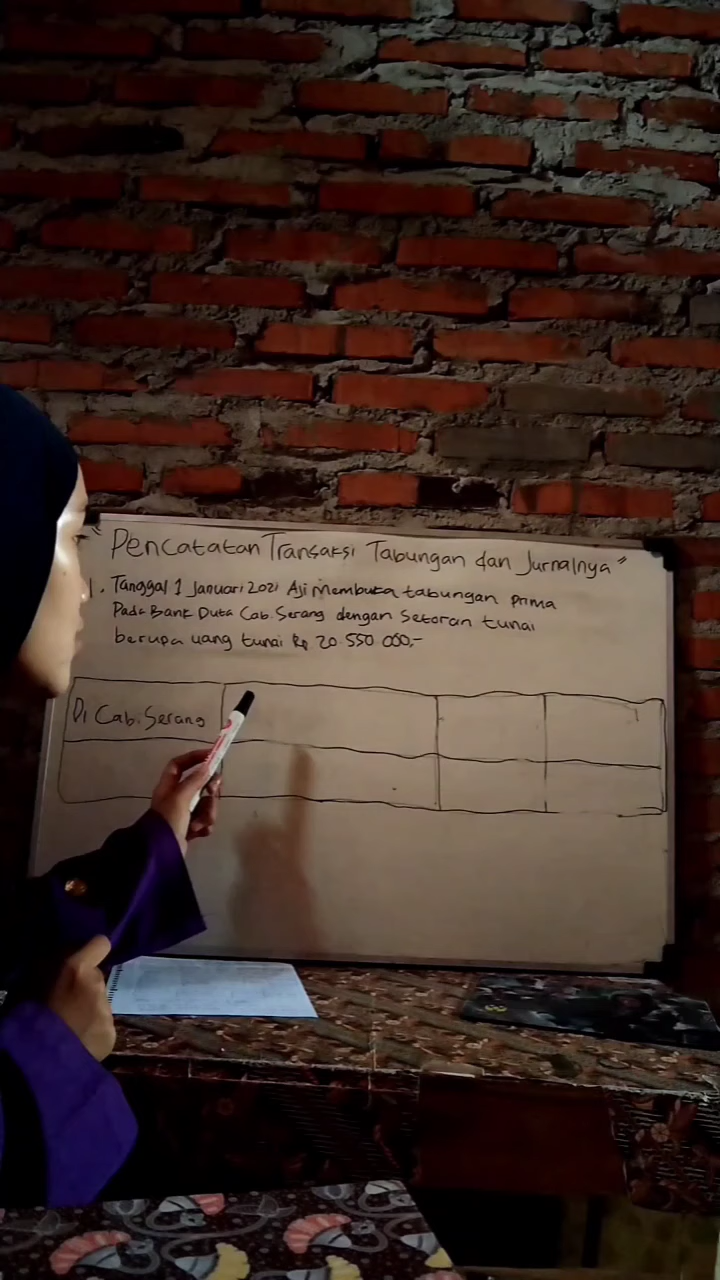 "Pencatatan Transaksi Tabungan dan Jurnalnya"
1. Tanggal 1 Januari 2021 Aji Membuka tabungan Prima
Pada Bank Duta Cab. Serang dengan Setoran tunai
berupa uang tunai Rp 20.550 000,-
Di Cab. Serang